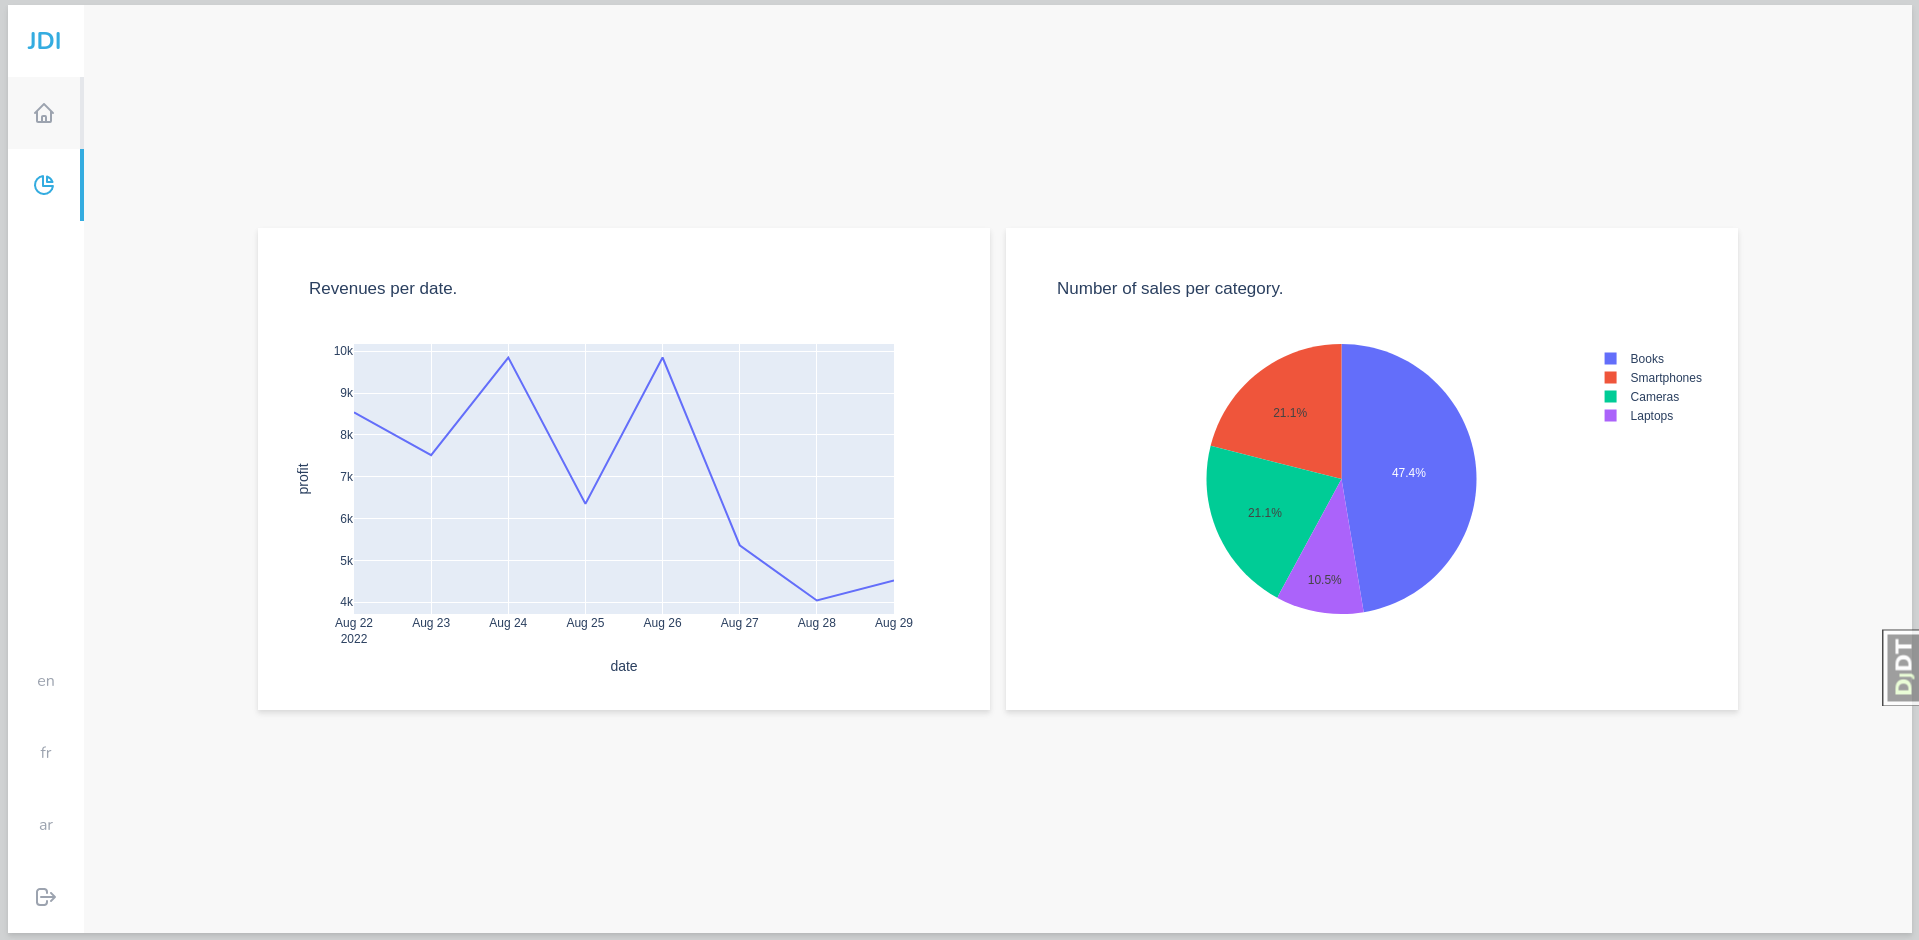 JDI
en
fr
ar
Revenues per date.
10k
9k
8k
7k
6k
5k
4k
profit
Aug 22 Aug 23 Aug 24 Aug 25 Aug 26 Aug 27 Aug 28 Aug 29
2022
date
Number of sales per category.
21.1%
47.4%
21.1%
10.5%
Books
Smartphones
Cameras
Laptops
DjDT